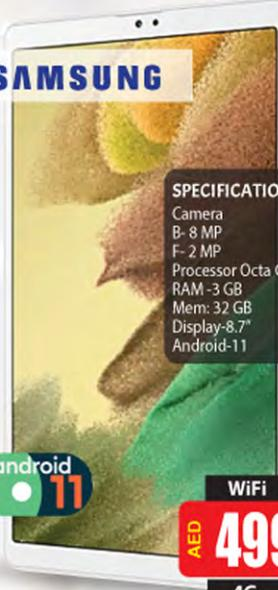 SAMSUNG
SPECIFICATIO
Camera
B- 8 MP
F- 2 MP
Processor Octa
RAM -3 GB
Mem: 32 GB
Display-8.7"
Android-11
android
11
WiFi
AED
499
4G